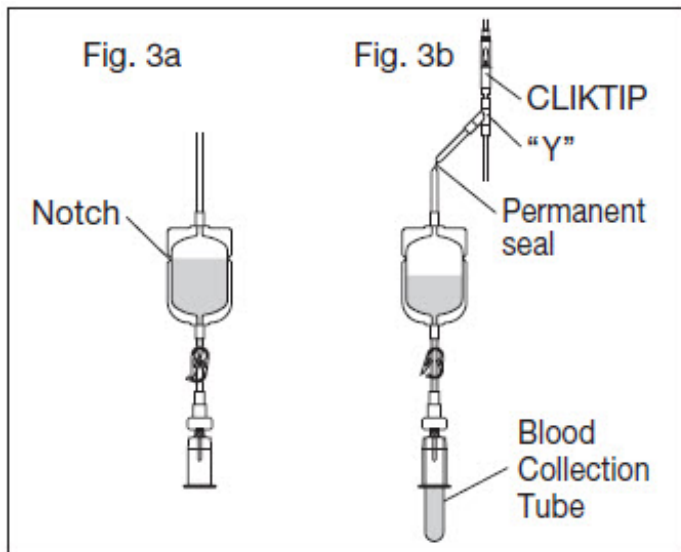 Fig. 3a
Fig. 3b
CLIKTIP
"Y"
Notch
Permanent
seal
Blood
Collection
Tube